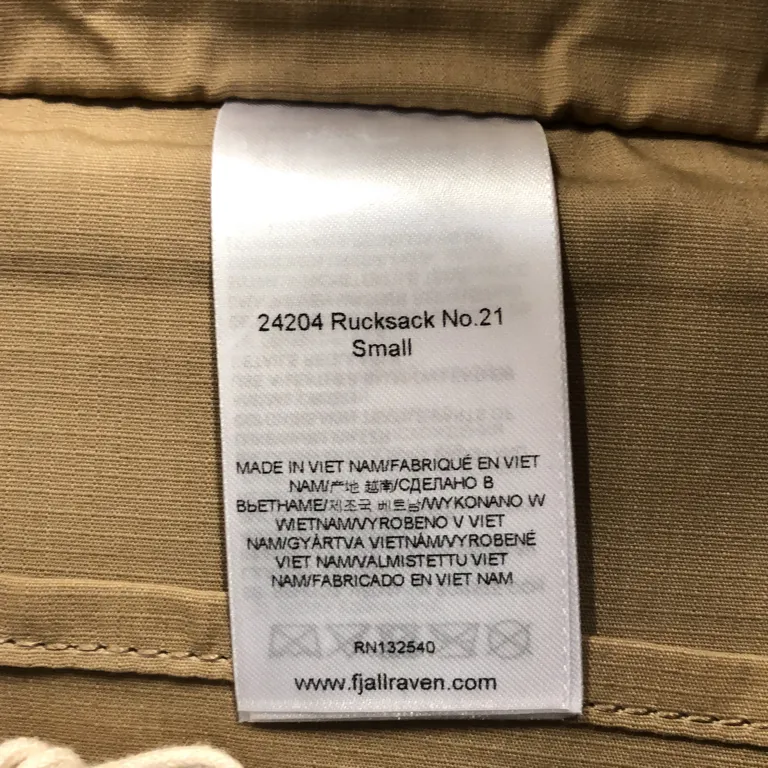 24204 Rucksack No.21
Small
MADE IN VIET NAM/FABRIQUÉ EN VIET
NAM/产地 越南/СДЕЛАНО В
ВЬЕТНАМЕ/제조국 베트남/WYKONANO W
WIETNAM/VYROBENO V VIET
NAM/GYÁRTVA VIETNÁM/VYROBENÉ
VIET NAM/VALMISTETTU VIET
NAM/FABRICADO EN VIET NAM
RN132540
www.fjallraven.com